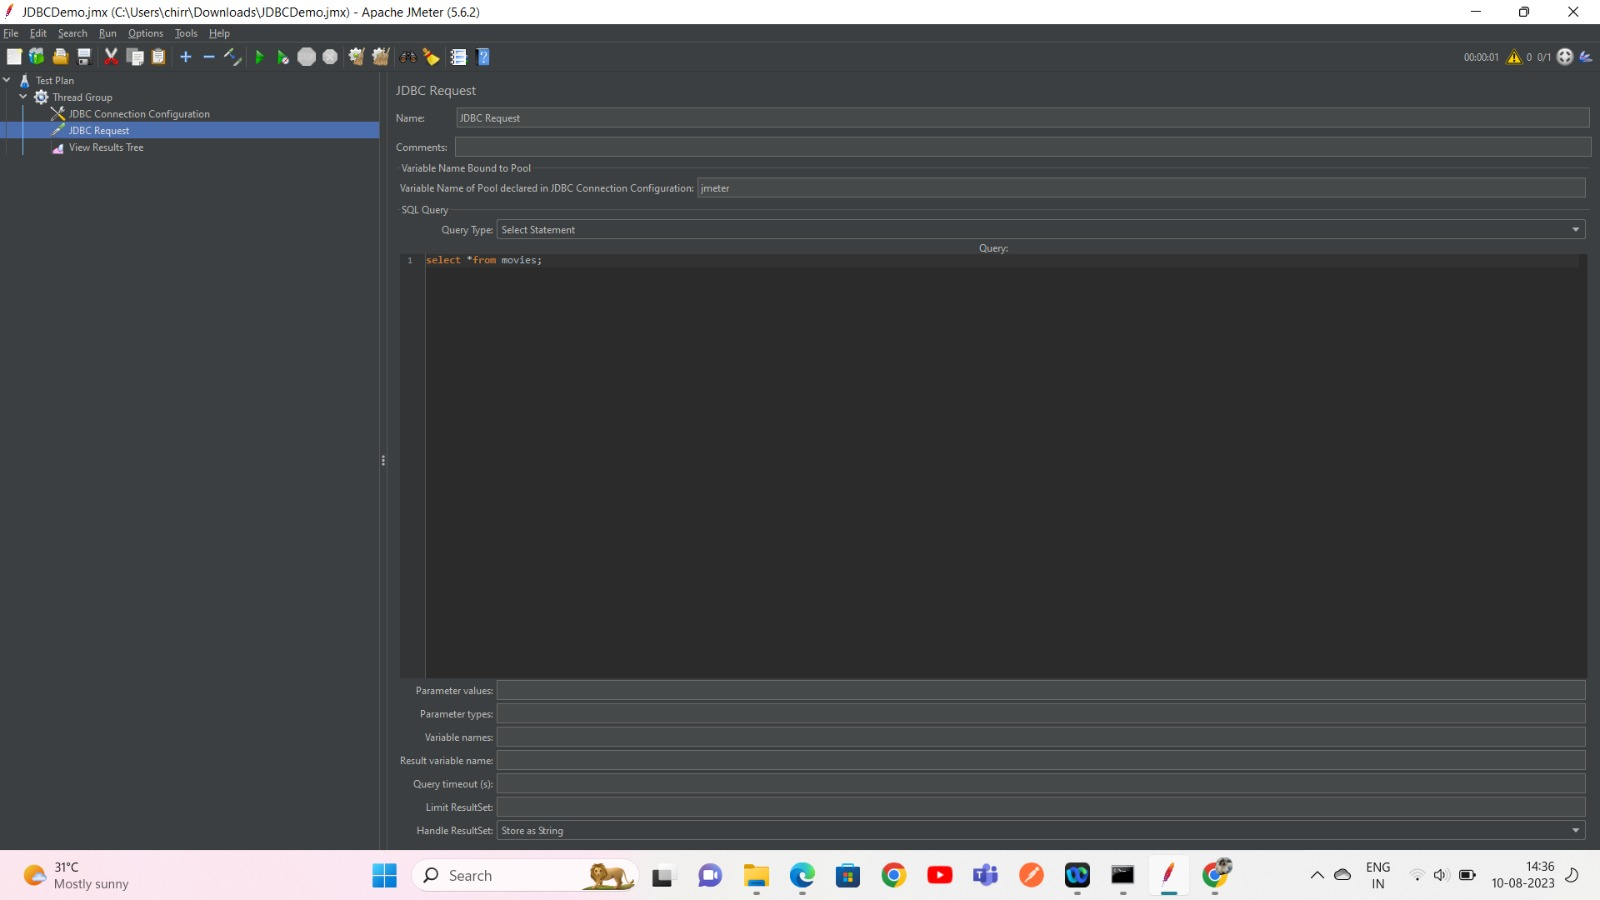 JDBCDemo.jmx (C:\Users\chirr\Downloads\JDBCDemo.jmx) - Apache JMeter (5.6.2)
File Edit Search Run Options Tools Help
00:00:01 0 0/1
Test Plan
Thread Group
JDBC Connection Configuration
JDBC Request
View Results Tree
JDBC Request
Name: JDBC Request
Comments:
Variable Name Bound to Pool
Variable Name of Pool declared in JDBC Connection Configuration: jmeter
SQL Query
Query Type: Select Statement
Query:
1 select *from movies;
Parameter values:
Parameter types:
Variable names:
Result variable name:
Query timeout (s):
Limit ResultSet:
Handle ResultSet: Store as String
31°C
Mostly sunny
Search
ENG
IN
14:36
10-08-2023